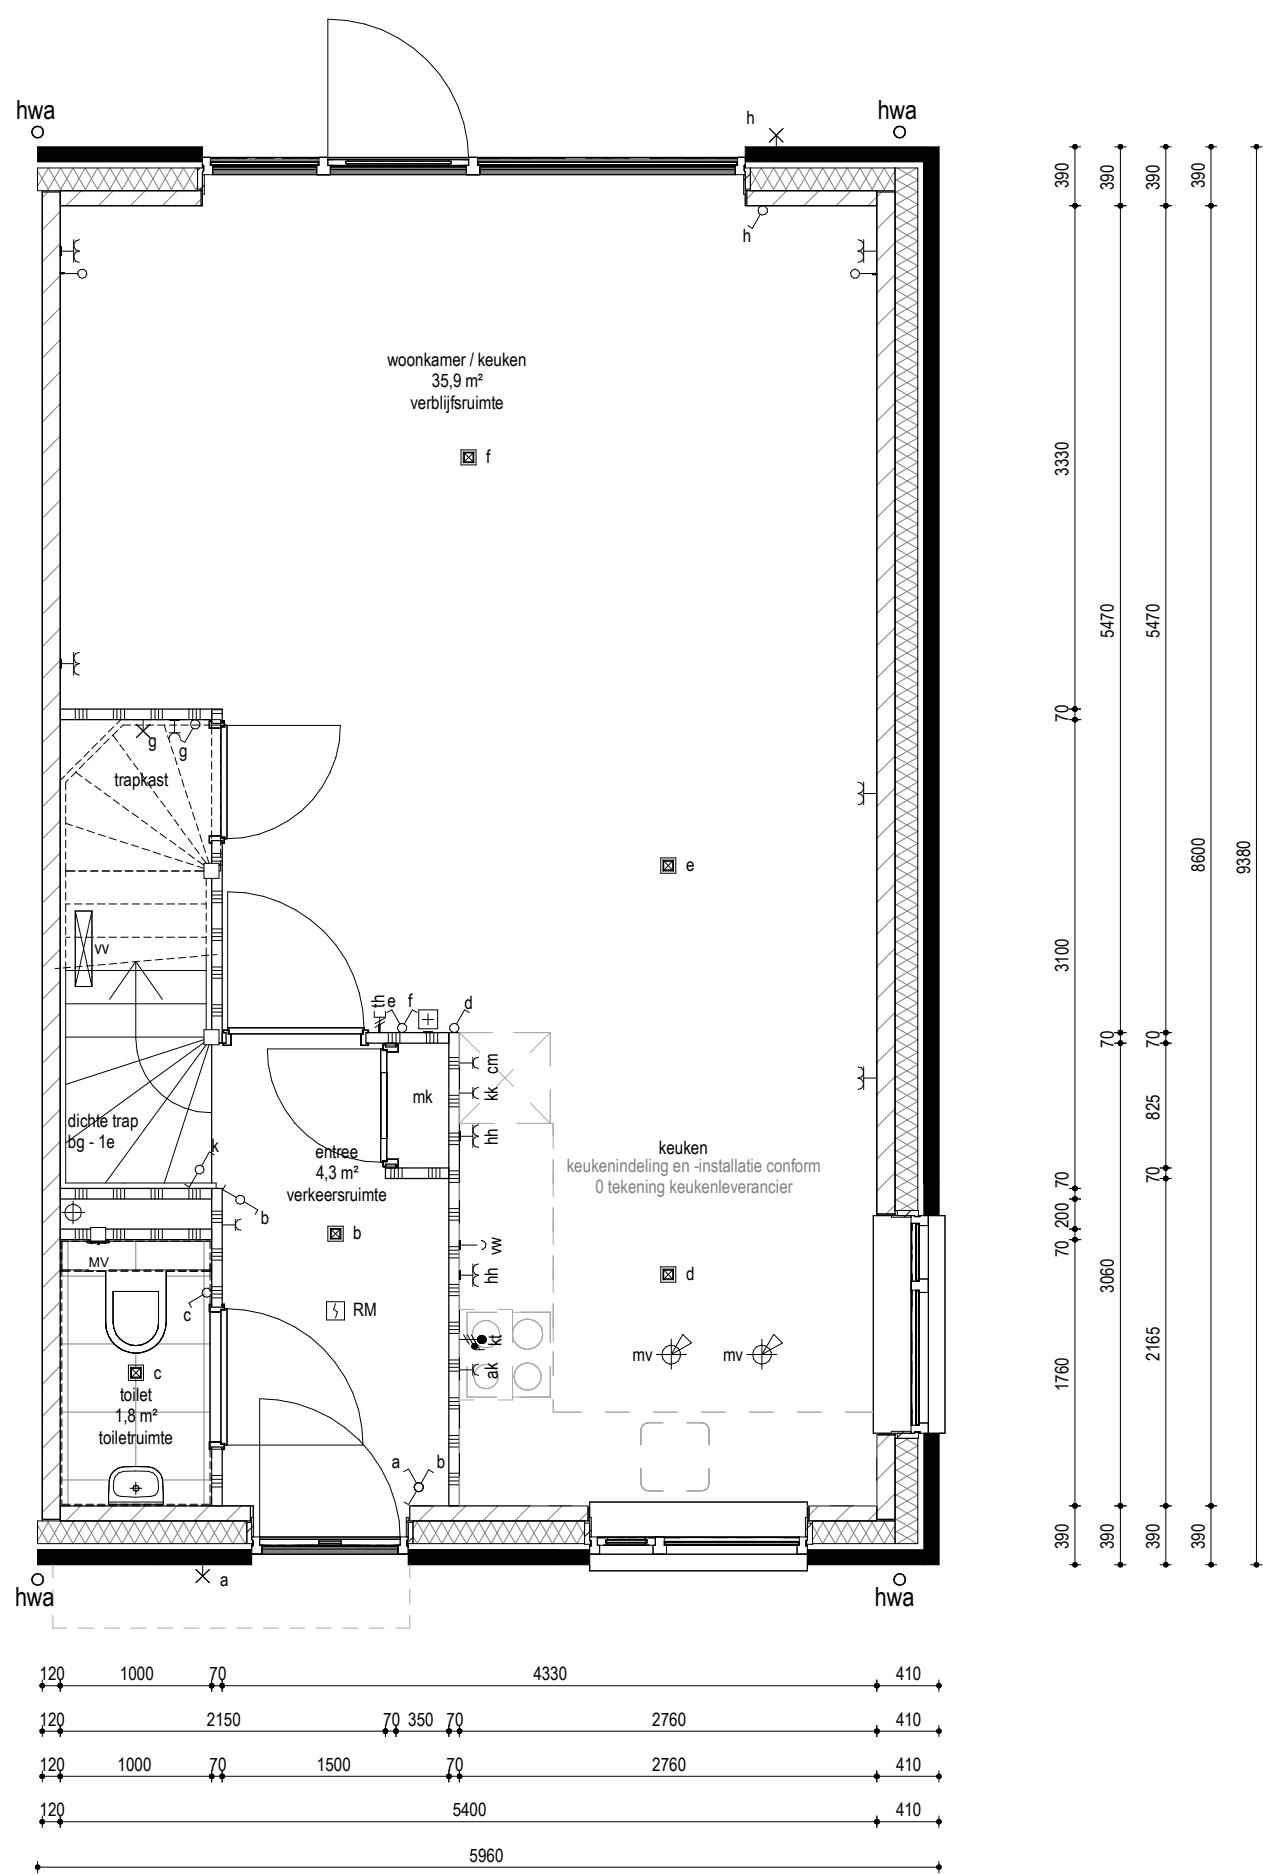 hwa
hwa
h
h
woonkamer / keuken
35,9 m²
verblijfsruimte
f
g
g
trapkast
e
vv
th
e
f
d
cm
kk
hh
mk
dichte trap
bg - 1e
k
entree
4,3 m²
verkeersruimte
keuken
keukenindeling en -installatie conform
0 tekening keukenleverancier
b
b
vw
hh
d
MV
RM
c
kt
mv
mv
ak
c
toilet
1,8 m²
toiletruimte
a
b
a
hwa
hwa
390
390
390
390
3330
5470
5470
70
8600
9380
3100
70
70
825
70
70
200
70
3060
2165
1760
390
390
390
390
120
1000
70
4330
410
120
2150
70
350
70
2760
410
120
1000
70
1500
70
2760
410
120
5400
410
5960